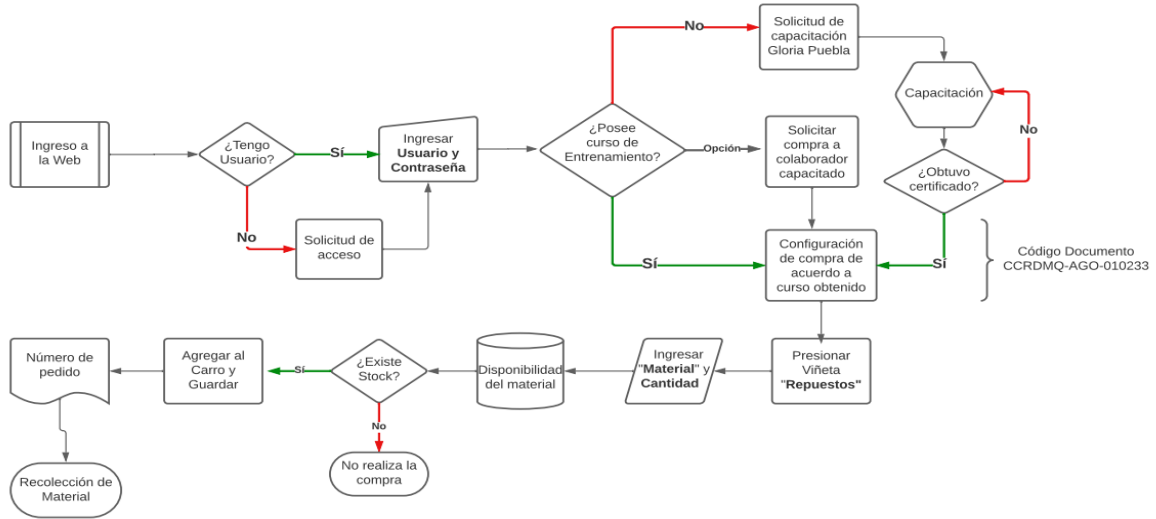 Ingreso a
la Web
¿Tengo
Usuario?
Sí
No
Solicitud de
acceso
Ingresar
Usuario y
Contraseña
¿Posee
curso de
Entrenamiento?
No
Solicitud de
capacitación
Gloria Puebla
Capacitación
No
¿Obtuvo
certificado?
Opción
Solicitar
compra a
colaborador
capacitado
Sí
Configuración
de compra de
acuerdo a
curso obtenido
Sí
Código Documento
CCRDMQ-AGO-010233
Presionar
Viñeta
"Repuestos"
Ingresar
"Material" y
Cantidad
Disponibilidad
del material
¿Existe
Stock?
Sí
No
No realiza la
compra
Agregar al
Carro y
Guardar
Número de
pedido
Recolección de
Material